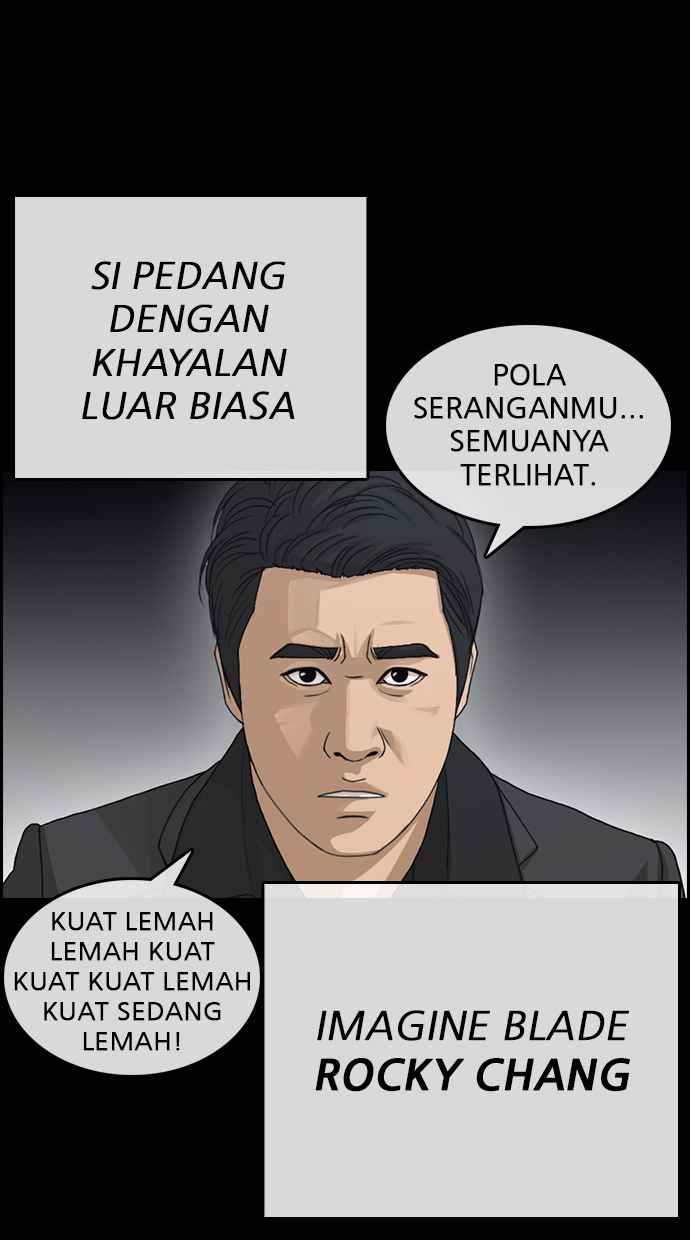 SI PEDANG
DENGAN
KHAYALAN
LUAR BIASA
POLA
SERANGANMU...
SEMUANYA
TERLIHAT.
KUAT LEMAH
LEMAH KUAT
KUAT KUAT LEMAH
KUAT SEDANG
LEMAH!
IMAGINE BLADE
ROCKY CHANG